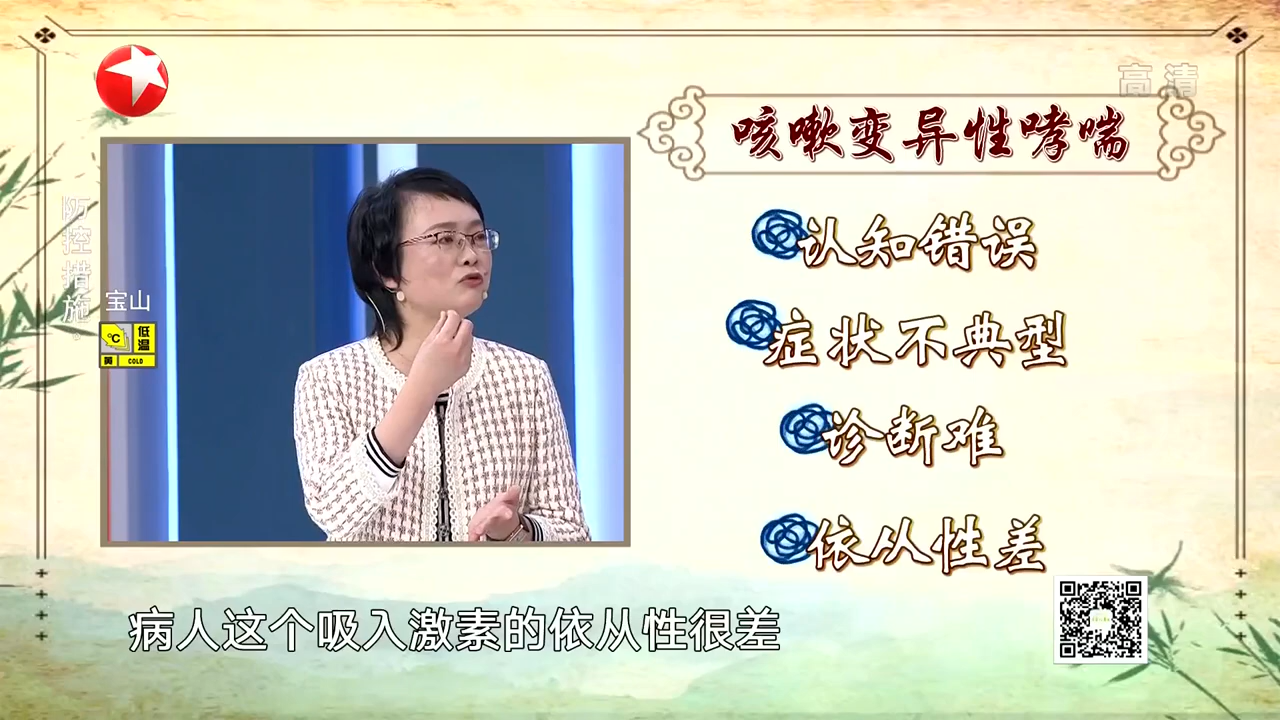 高清
咳嗽变异性哮喘
认知错误
症状不典型
诊断难
依从性差
防控措施。
宝山
℃
低温
黄 COLD
病人这个吸入激素的依从性很差